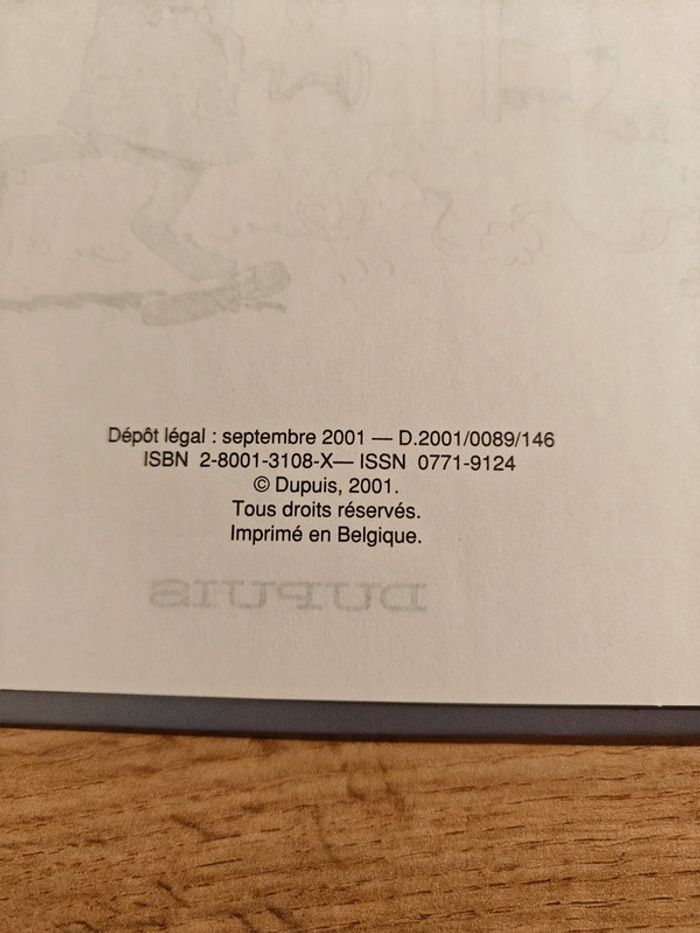 Dépôt légal : septembre 2001 — D.2001/0089/146
ISBN 2-8001-3108-X— ISSN 0771-9124
© Dupuis, 2001.
Tous droits réservés.
Imprimé en Belgique.
DUPUIS